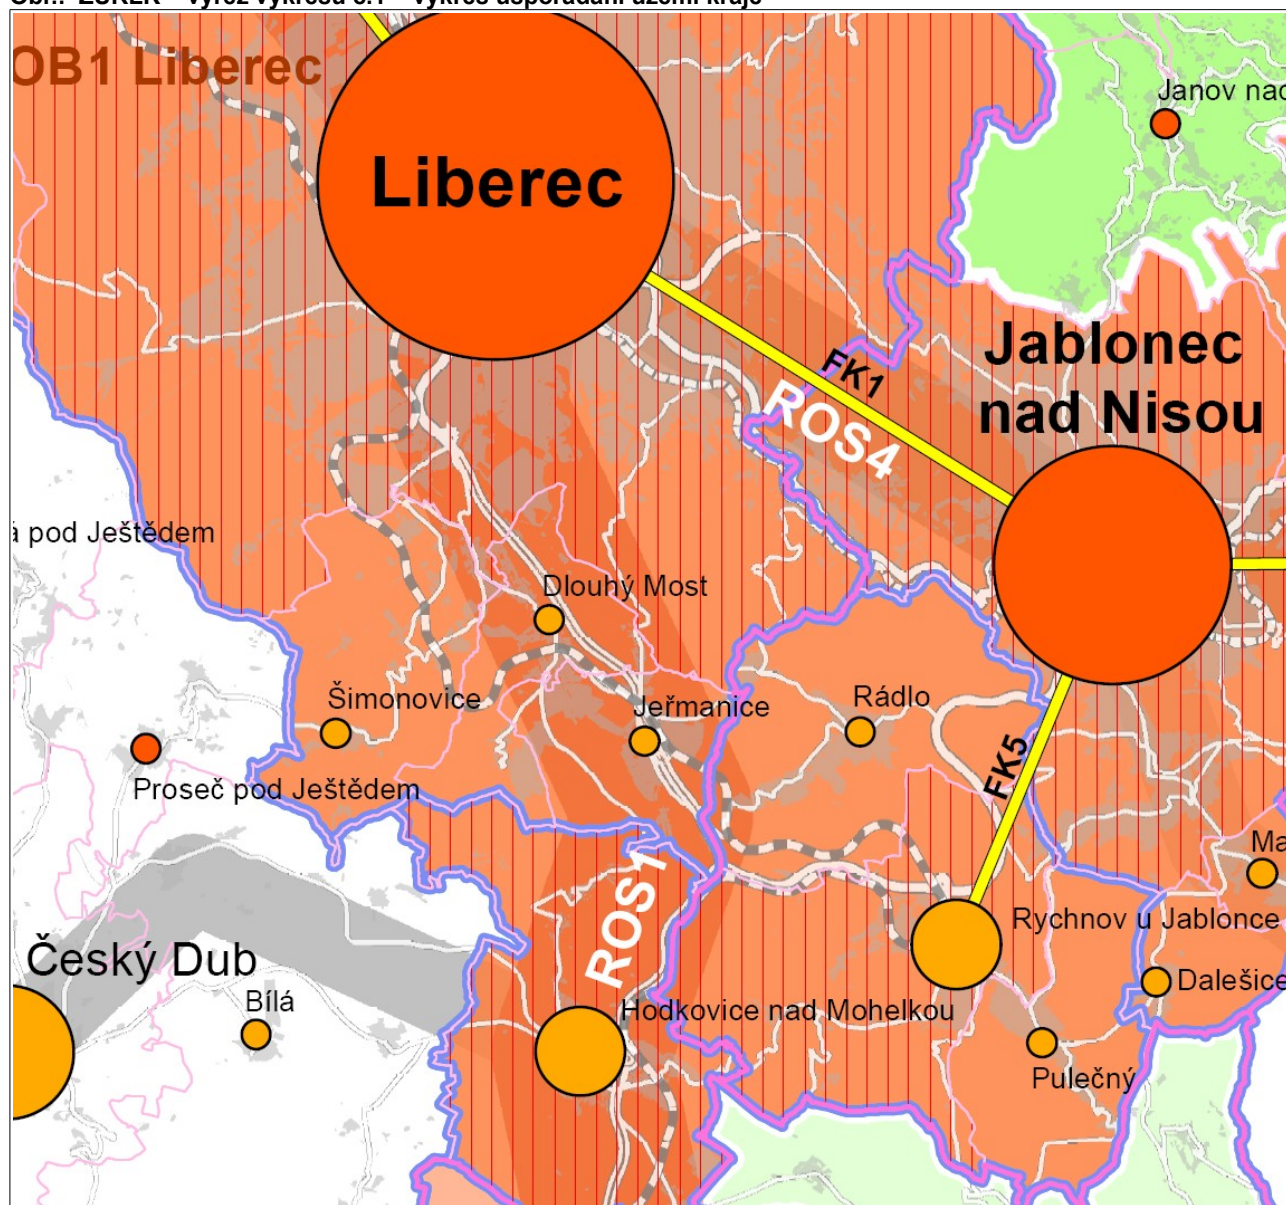 OB1 Liberec
Janov nad
Liberec
Jablonec
nad Nisou
FK1
ROS4
á pod Ještědem
Dlouhý Most
Šimonovice
Jeřmanice
Rádlo
FK5
Proseč pod Ještědem
Ma
ROS1
Rychnov u Jablonce
Český Dub
Dalešice
Bílá
Hodkovice nad Mohelkou
Pulečný